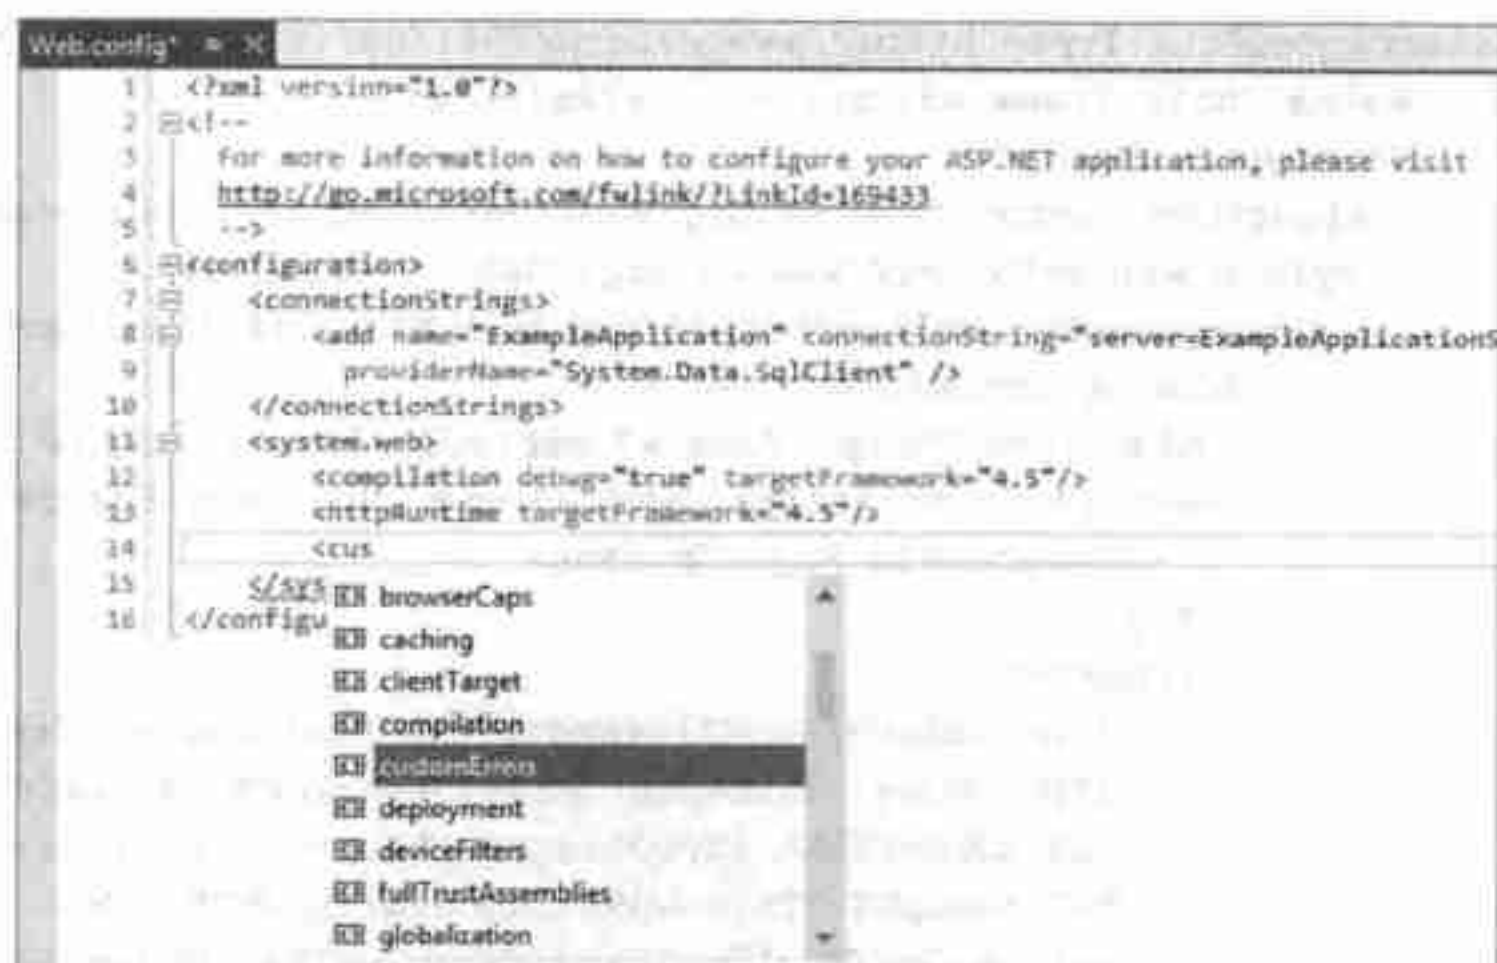 Web.config*
1 <?xml version="1.0"?>
2 <!--
3 For more information on how to configure your ASP.NET application, please visit
4 http://go.microsoft.com/fwlink/?LinkId=169433
5 -->
6 <configuration>
7 <connectionStrings>
8 <add name="ExampleApplication" connectionString="server=ExampleApplicationS
9 providerName="System.Data.SqlClient" />
10 </connectionStrings>
11 <system.web>
12 <compilation debug="true" targetFramework="4.5"/>
13 <httpRuntime targetFramework="4.5"/>
14 <cus
15 </sys
16 </configu
browserCaps
caching
clientTarget
compilation
customErrors
deployment
deviceFilters
fullTrustAssemblies
globalization